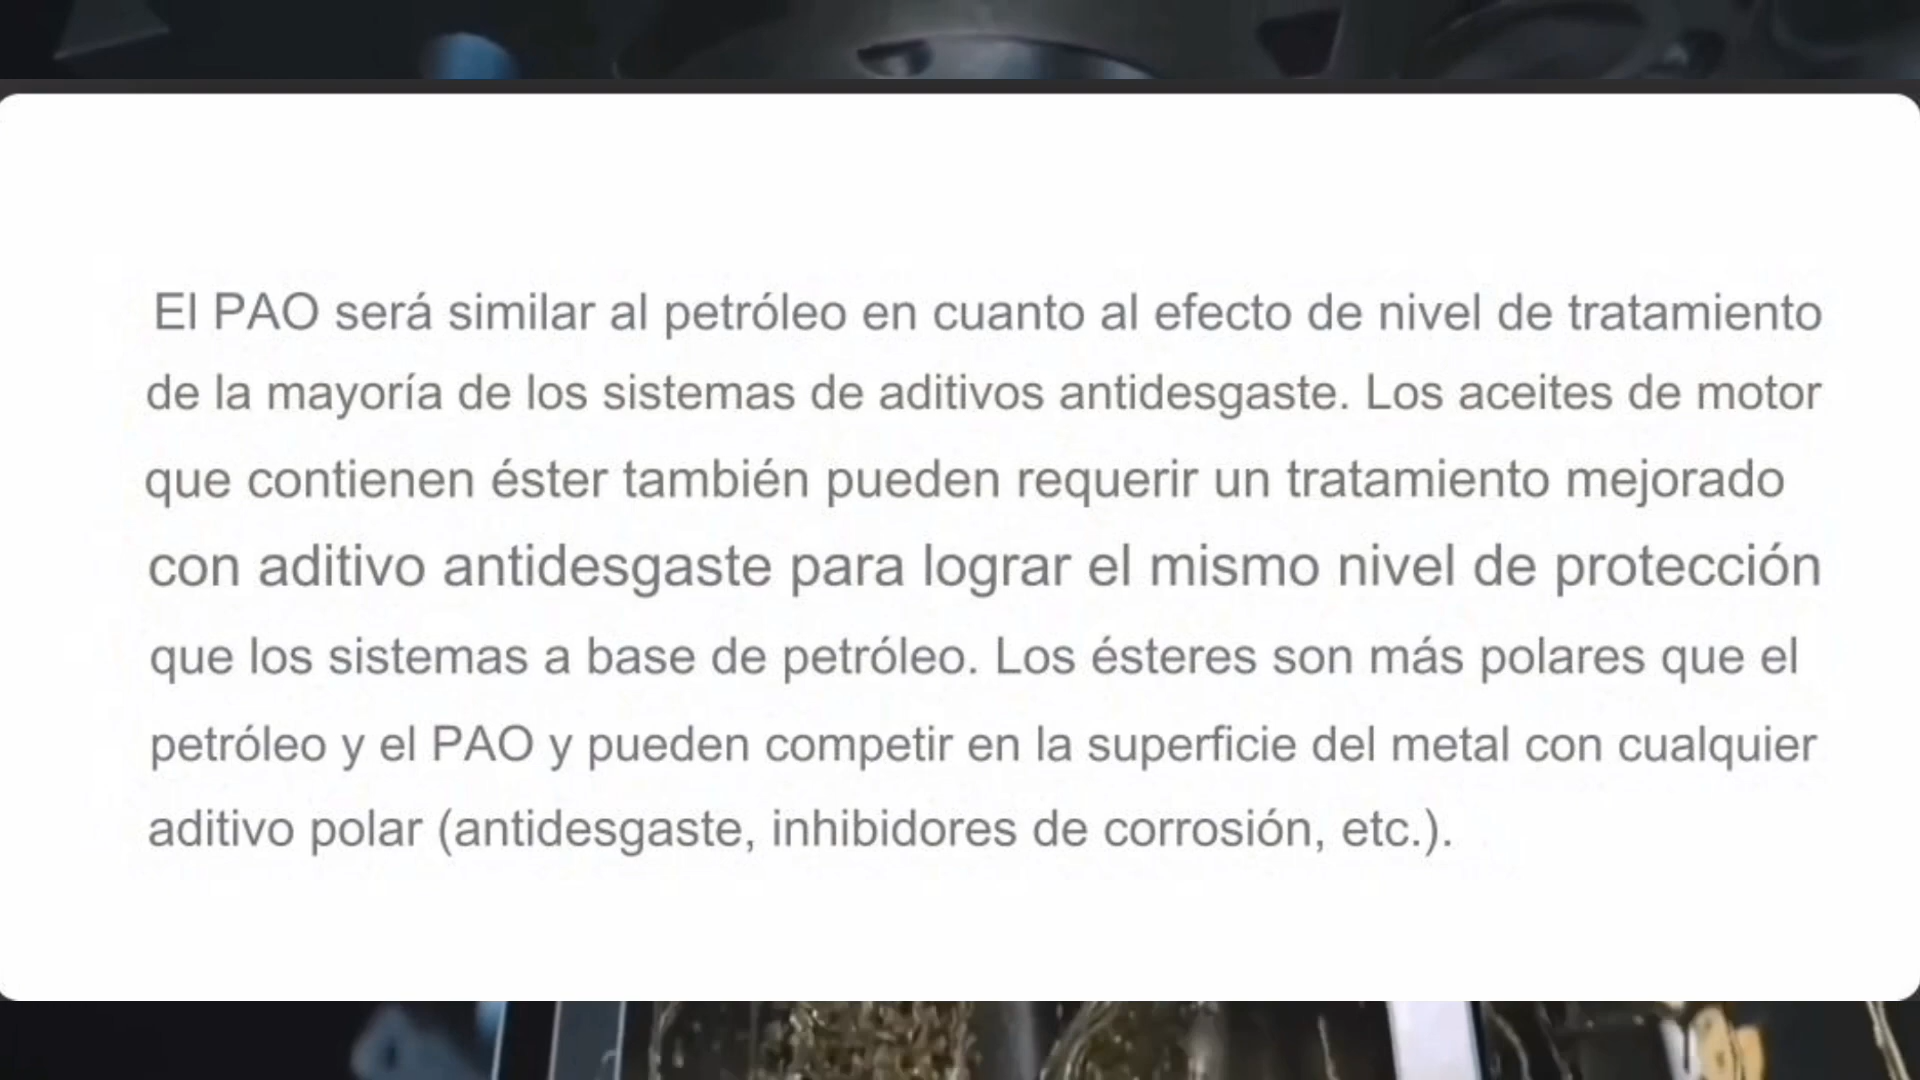 El PAO será similar al petróleo en cuanto al efecto de nivel de tratamiento
de la mayoría de los sistemas de aditivos antidesgaste. Los aceites de motor
que contienen éster también pueden requerir un tratamiento mejorado
con aditivo antidesgaste para lograr el mismo nivel de protección
que los sistemas a base de petróleo. Los ésteres son más polares que el
petróleo y el PAO y pueden competir en la superficie del metal con cualquier
aditivo polar (antidesgaste, inhibidores de corrosión, etc.).